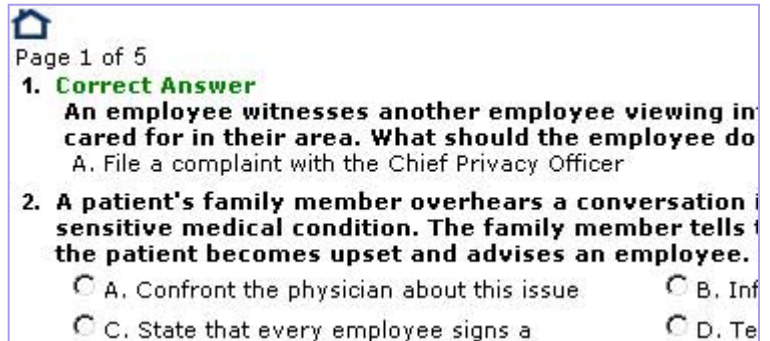 Page 1 of 5
1. Correct Answer
An employee witnesses another employee viewing
cared for in their area. What should the employee do
A. File a complaint with the Chief Privacy Officer
2. A patient's family member overhears a conversation
sensitive medical condition. The family member tells
the patient becomes upset and advises an employee.
A. Confront the physician about this issue B. Inf
C. State that every employee signs a D. Te